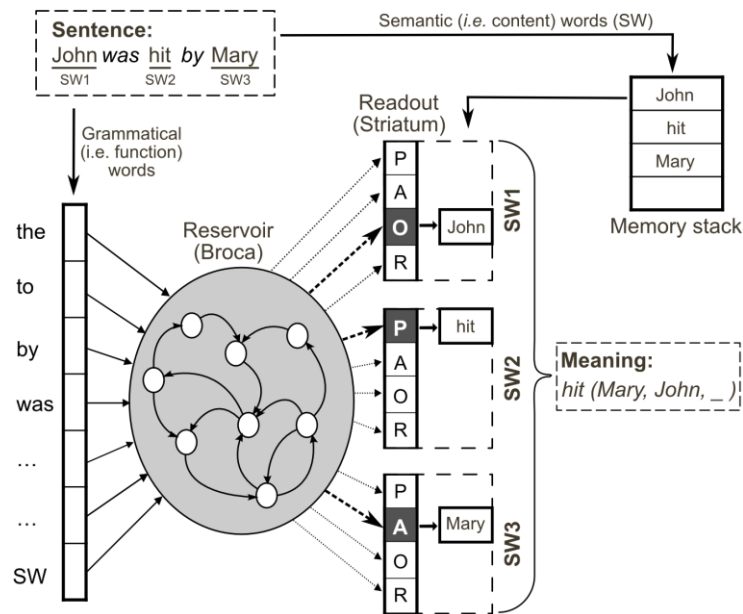 Sentence:
John was hit by Mary
SW1 SW2 SW3
Semantic (i.e. content) words (SW)
Grammatical
(i.e. function)
words
John
hit
Mary
Memory stack
Readout
(Striatum)
Reservoir
(Broca)
the
to
by
was
...
...
SW
P
A
O
R
John
SW1
P
A
O
R
hit
SW2
P
A
O
R
Mary
SW3
Meaning:
hit (Mary, John, _ )